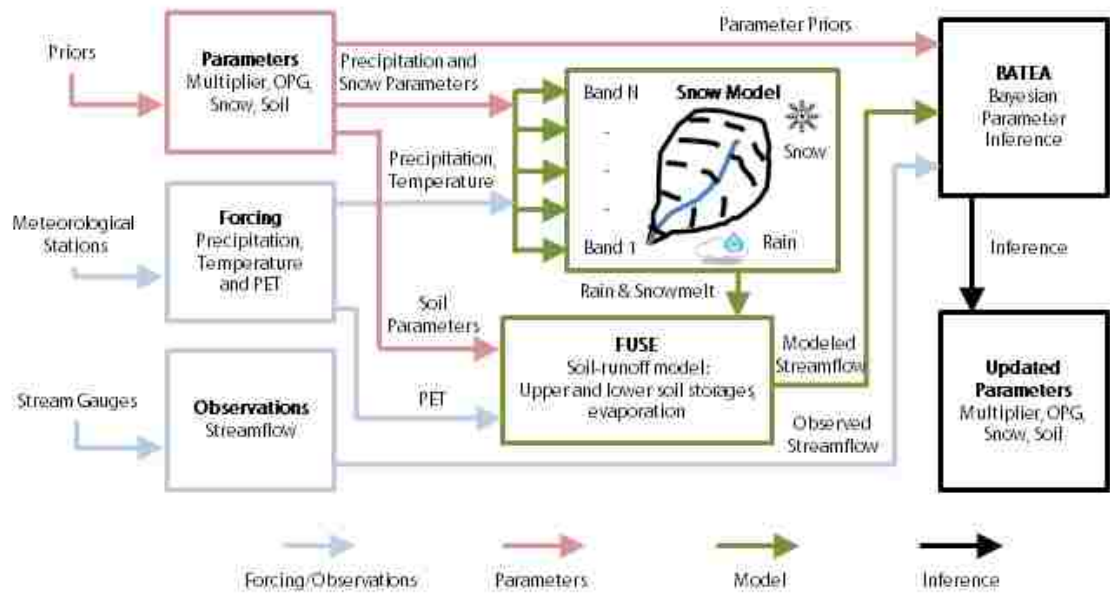 Priors
Parameters
Multiplier, OPG,
Snow, Soil
Parameter Priors
Precipitation and
Snow Parameters
BATEA
Bayesian
Parameter
Inference
Band N
Snow Model
-
-
-
-
Snow
Band 1
Rain
Precipitation,
Temperature
Meteorological
Stations
Forcing
Precipitation,
Temperature
and PET
Inference
Rain & Snowmelt
Soil
Parameters
FUSE
Soil-runoff model:
Upper and lower soil storages,
evaporation
Modeled
Streamflow
Updated
Parameters
Multiplier, OPG,
Snow, Soil
Stream Gauges
Observations
Streamflow
PET
Observed
Streamflow
Forcing/Observations
Parameters
Model
Inference